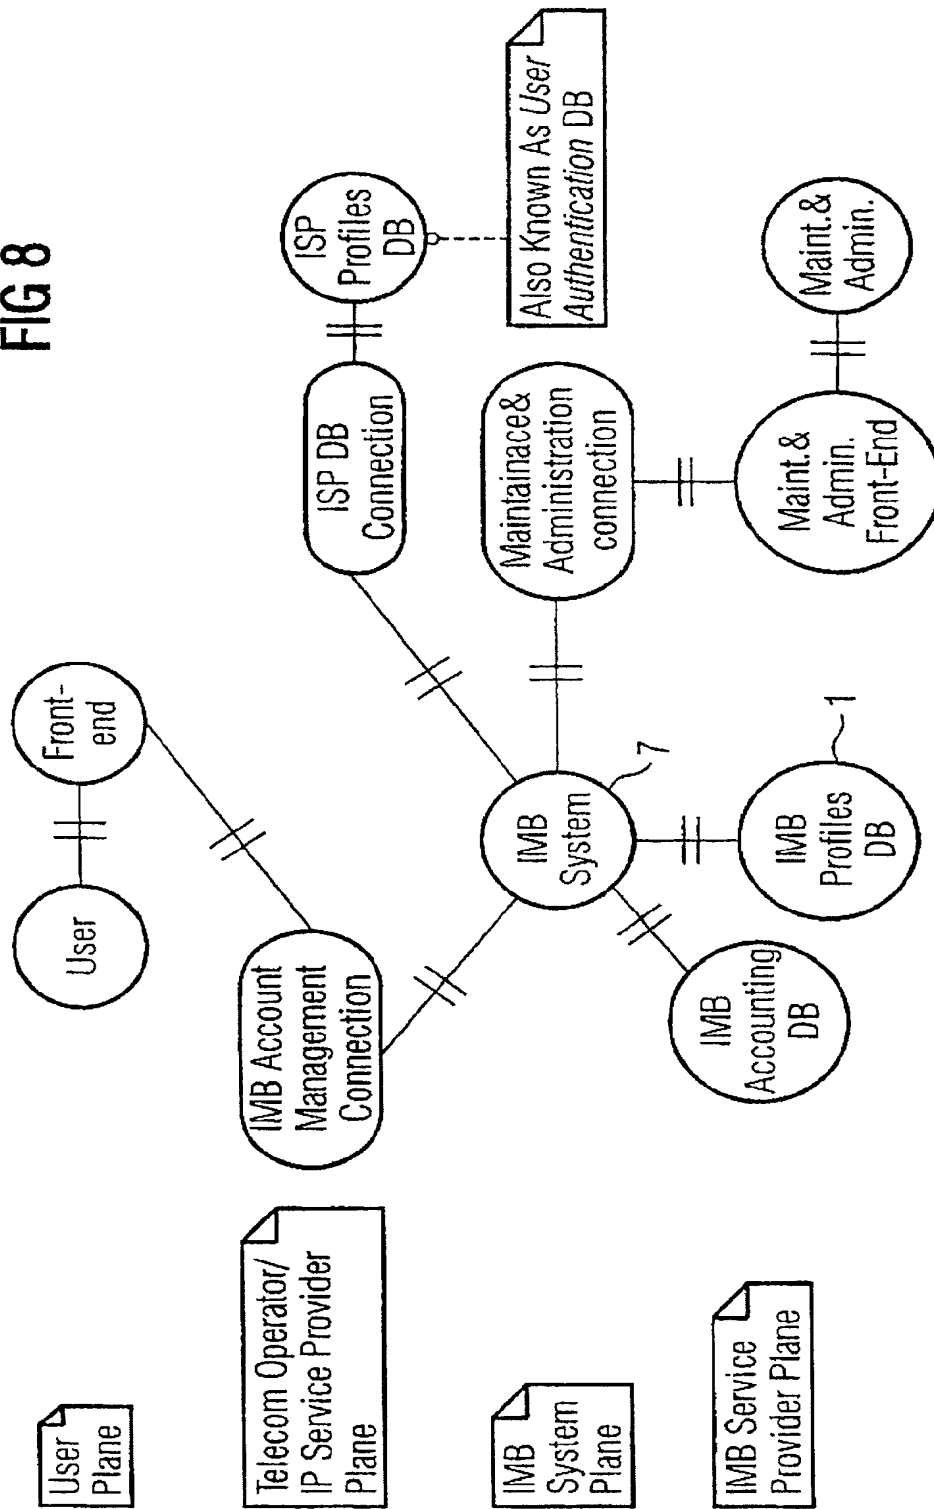 FIG 8
User
Plane
User
Front-
end
Telecom Operator/
IP Service Provider
Plane
IMB Account
Management
Connection
ISP DB
Connection
ISP
Profiles
DB
Also Known As User
Authentication DB
IMB
System
Plane
IMB
System
7
Maintainace&
Administration
connection
IMB Service
Provider Plane
IMB
Accounting
DB
IMB
Profiles
DB
1
Maint.&
Admin.
Front-End
Maint.&
Admin.